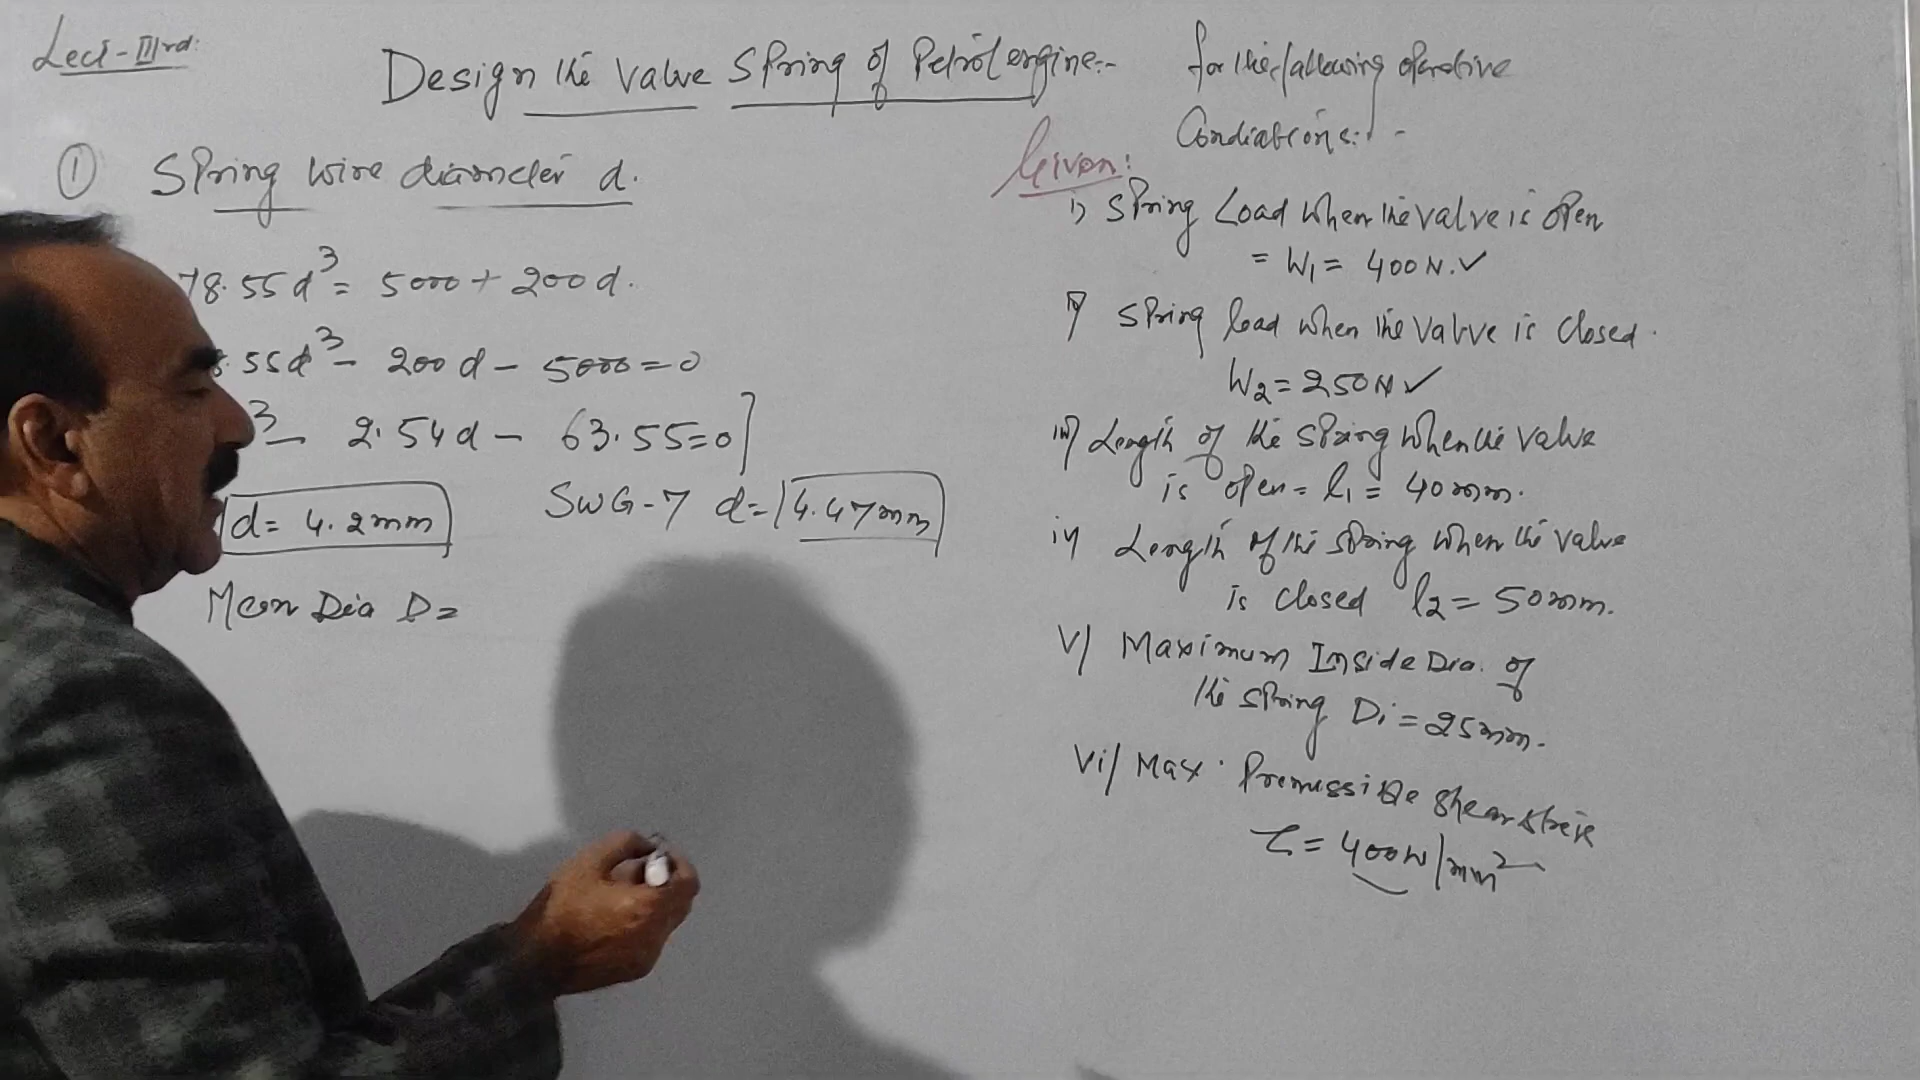 Lect-IIIrd:
Design the Valve Spring of Petrol engine:- for the following operative
Condiations:-
① Spring wire diameter d.
Given:
i) Spring Load when the valve is open
= W₁ = 400N.✓
78.55d³ = 5000 + 200d.
ii) Spring load when the valve is closed.
.55d³ - 200d - 5000 = 0
W₂ = 250N ✓
³ - 2.54d - 63.55 = 0]
iii) Length of the spring when the valve
is open = l₁ = 40mm.
d = 4.2mm SWG-7 d = 4.47mm
iv) Length of the spring when the valve
is closed l₂ = 50mm.
Mean Dia D=
v/ Maximum Inside Dia. of
the spring Di = 25mm.
Vi/ Max. Premissible Shear stress
τ = 400N/mm²